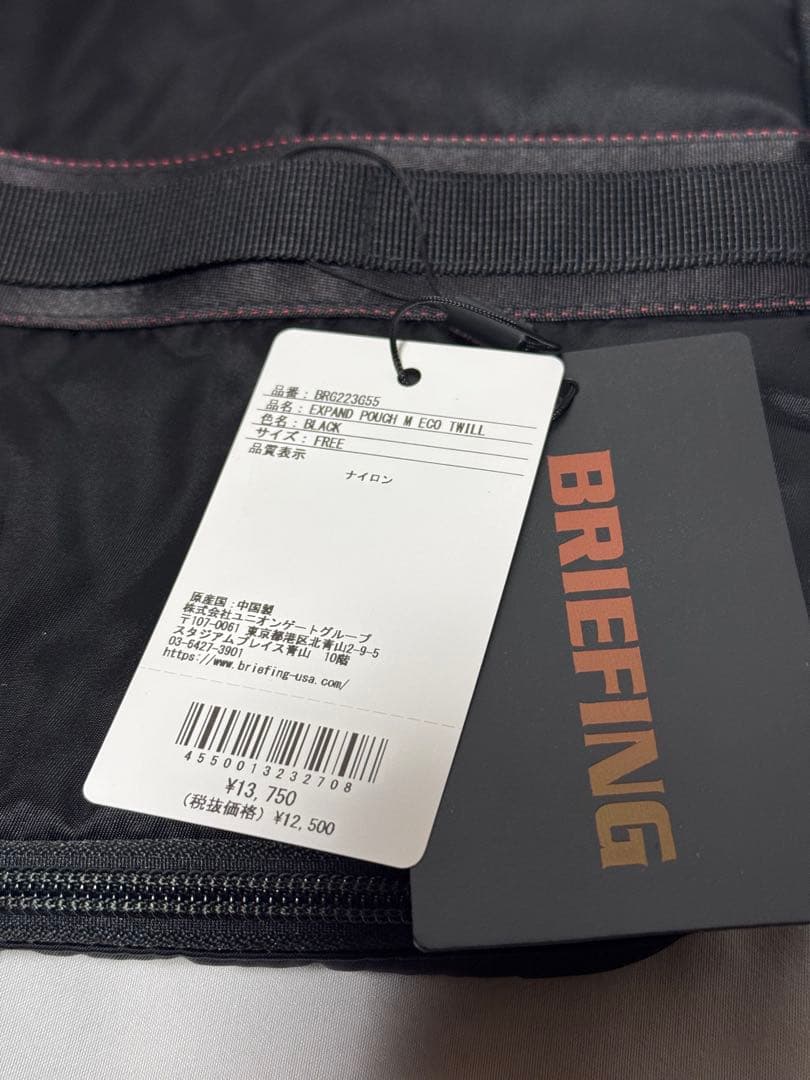 品番: BRG223G55
品名: EXPAND POUCH M ECO TWILL
色名: BLACK
サイズ: FREE
品質表示
ナイロン
原産国:中国製
株式会社ユニオンゲートグループ
〒107-0061 東京都港区北青山2-9-5
スタジアムプレイス青山 10階
03-6427-3901
https://www.briefing-usa.com/
4550013232708
¥13,750
(税抜価格) ¥12,500
BRIEFING